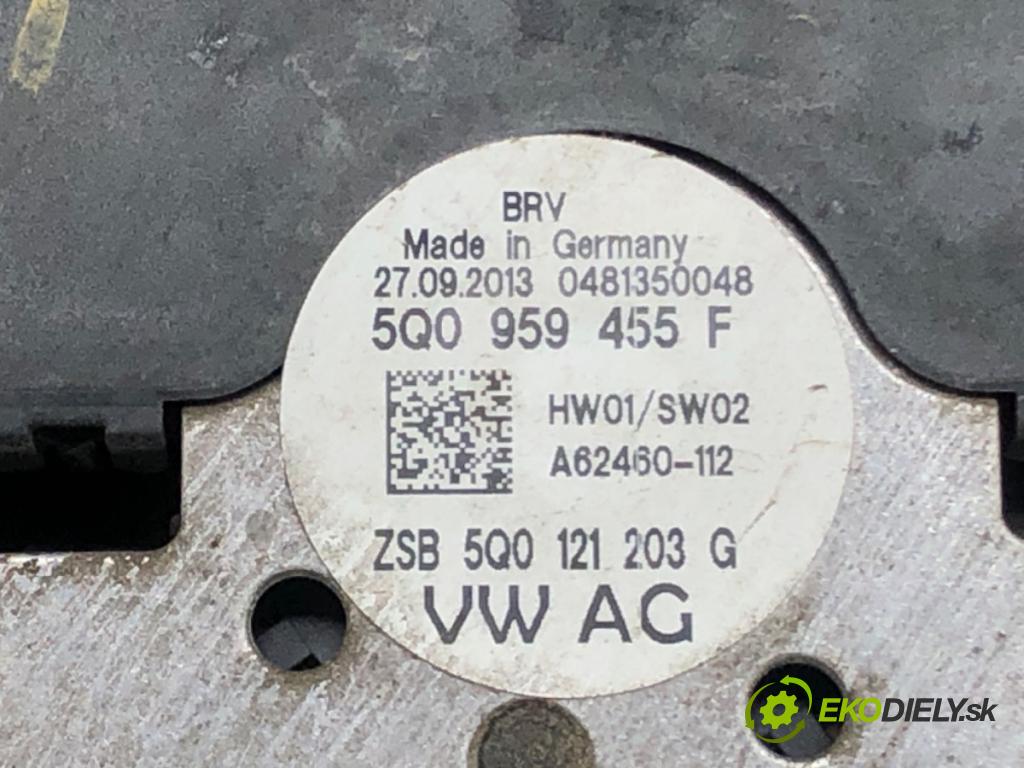 BRV
Made in Germany
27.09.2013 0481350048
5Q0 959 455 F
HW01/SW02
A62460-112
ZSB 5Q0 121 203 G
VW AG
EKODIELY.sk